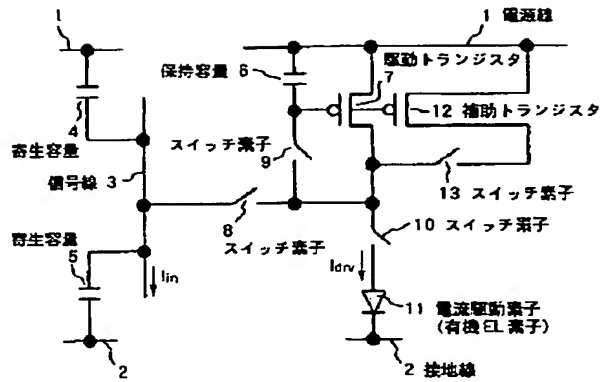 1
1 電源線
駆動トランジスタ
保持容量 6
7
12 補助トランジスタ
4
寄生容量
スイッチ素子
9
信号線 3
13 スイッチ素子
8
スイッチ素子
10 スイッチ素子
寄生容量
5
Iin
Idrv
11 電流駆動素子
(有機EL素子)
2
2 接地線